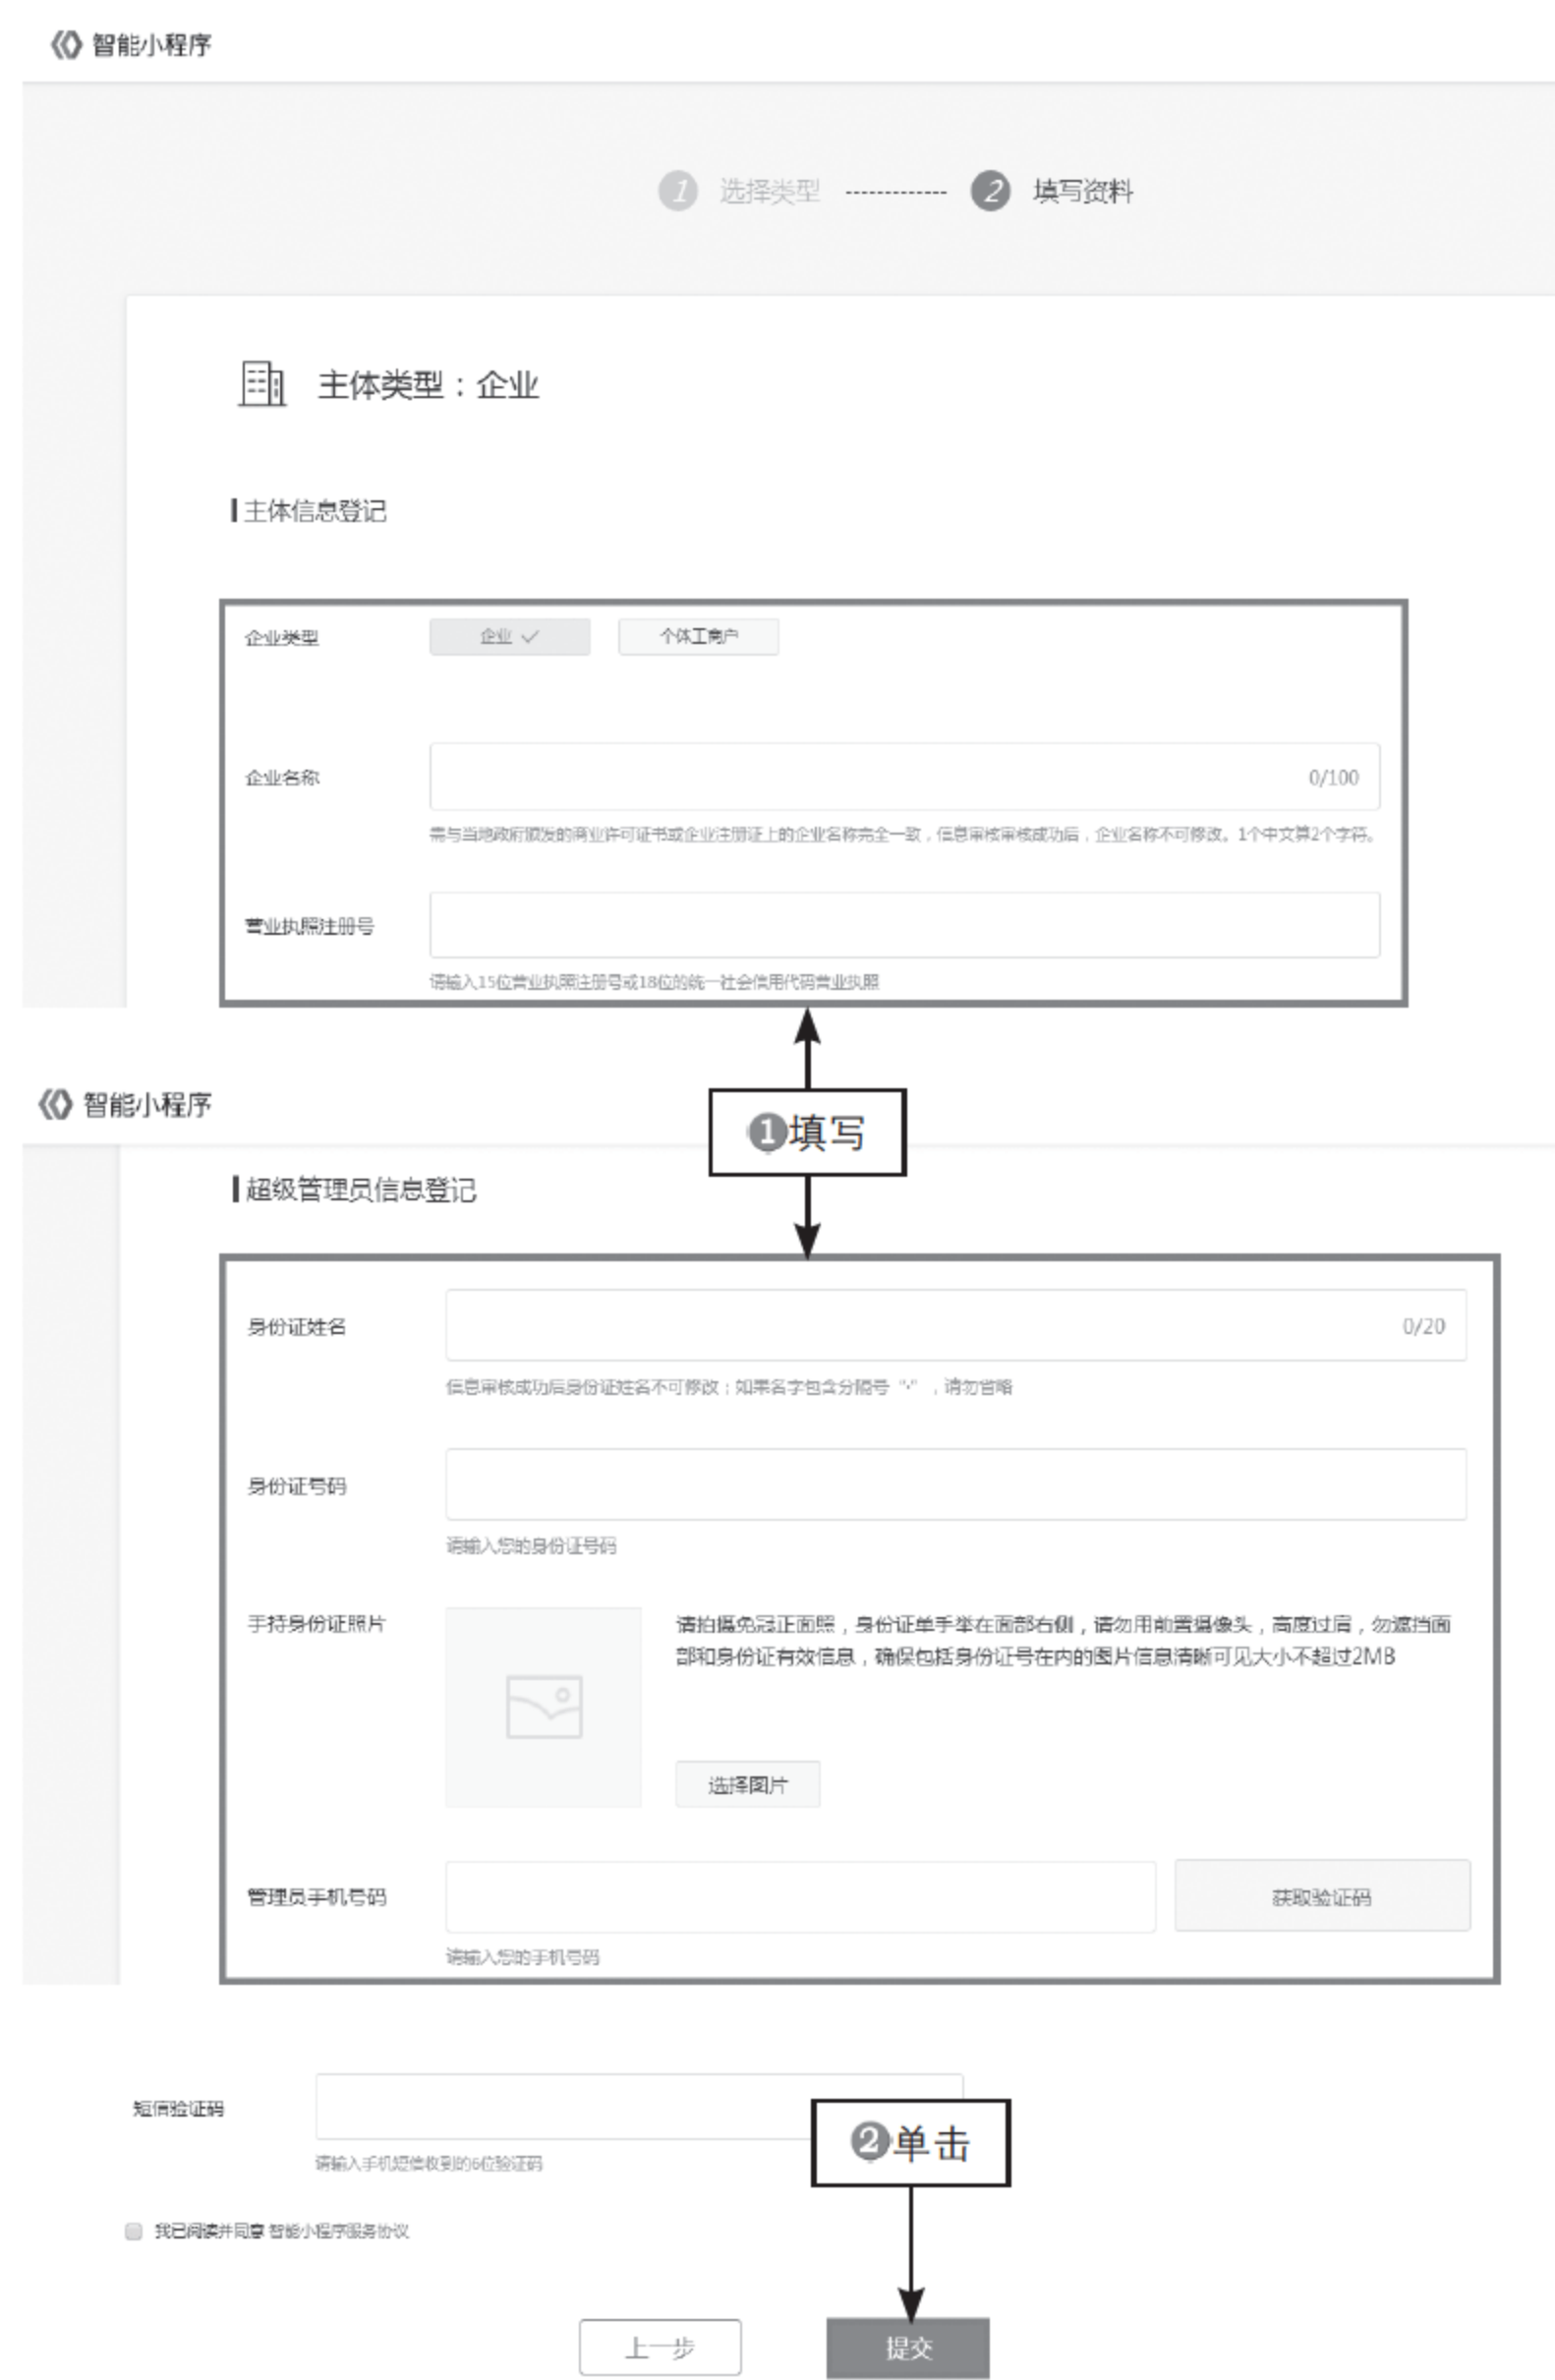 智能小程序
1 选择类型 ------------- 2 填写资料
主体类型：企业
主体信息登记
企业类型 企业 ✓ 个体工商户
企业名称 0/100
需与当地政府颁发的商业许可证书或企业注册证上的企业名称完全一致，信息审核审核成功后，企业名称不可修改。1个中文算2个字符。
营业执照注册号
请输入15位营业执照注册号或18位的统一社会信用代码营业执照
❶填写
智能小程序
超级管理员信息登记
身份证姓名 0/20
信息审核成功后身份证姓名不可修改；如果名字包含分隔号“·”，请勿省略
身份证号码
请输入您的身份证号码
手持身份证照片
请拍摄免冠正面照，身份证单手举在面部右侧，请勿用前置摄像头，高度过肩，勿遮挡面
部和身份证有效信息，确保包括身份证号在内的图片信息清晰可见大小不超过2MB
选择图片
管理员手机号码 获取验证码
请输入您的手机号码
短信验证码
请输入手机短信收到的6位验证码
❷单击
我已阅读并同意 智能小程序服务协议
上一步 提交